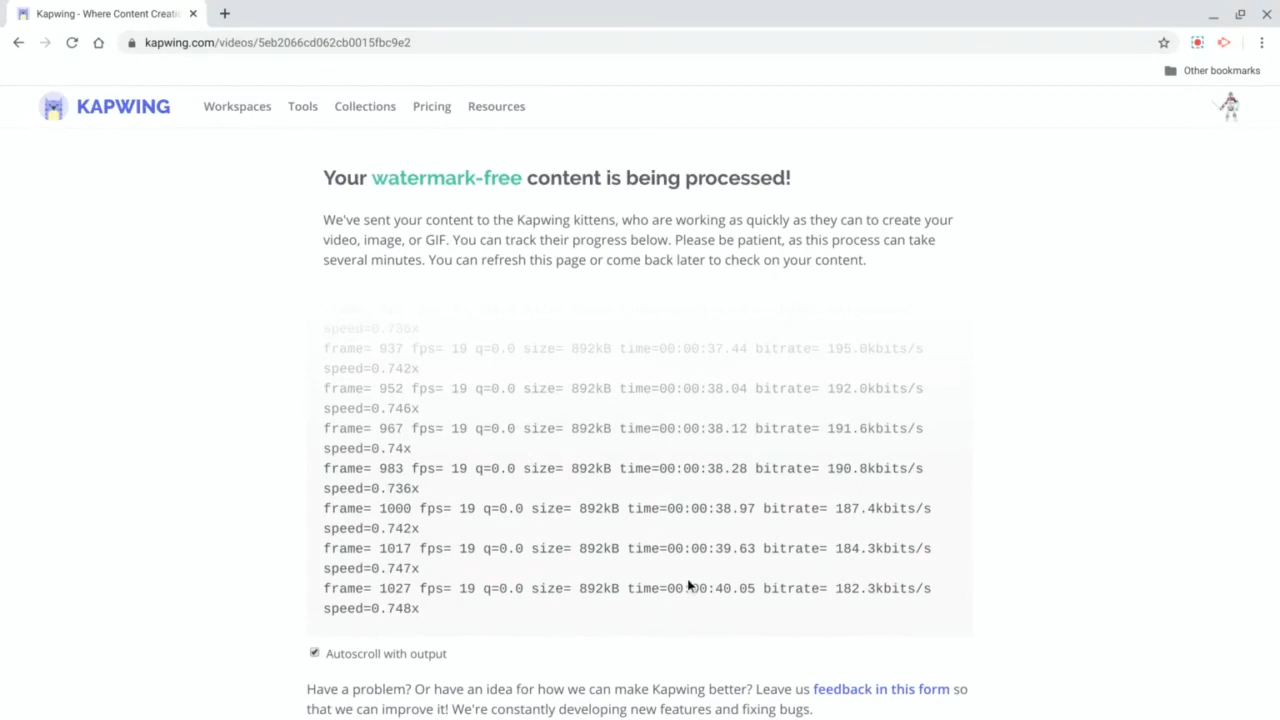 Kapwing - Where Content Creati
kapwing.com/videos/5eb2066cd062cb0015fbc9e2
Other bookmarks
KAPWING Workspaces Tools Collections Pricing Resources
Your watermark-free content is being processed!
We've sent your content to the Kapwing kittens, who are working as quickly as they can to create your
video, image, or GIF. You can track their progress below. Please be patient, as this process can take
several minutes. You can refresh this page or come back later to check on your content.
speed=0.736x
frame= 937 fps= 19 q=0.0 size= 892kB time=00:00:37.44 bitrate= 195.0kbits/s
speed=0.742x
frame= 952 fps= 19 q=0.0 size= 892kB time=00:00:38.04 bitrate= 192.0kbits/s
speed=0.746x
frame= 967 fps= 19 q=0.0 size= 892kB time=00:00:38.12 bitrate= 191.6kbits/s
speed=0.74x
frame= 983 fps= 19 q=0.0 size= 892kB time=00:00:38.28 bitrate= 190.8kbits/s
speed=0.736x
frame= 1000 fps= 19 q=0.0 size= 892kB time=00:00:38.97 bitrate= 187.4kbits/s
speed=0.742x
frame= 1017 fps= 19 q=0.0 size= 892kB time=00:00:39.63 bitrate= 184.3kbits/s
speed=0.747x
frame= 1027 fps= 19 q=0.0 size= 892kB time=00:00:40.05 bitrate= 182.3kbits/s
speed=0.748x
Autoscroll with output
Have a problem? Or have an idea for how we can make Kapwing better? Leave us feedback in this form so
that we can improve it! We're constantly developing new features and fixing bugs.